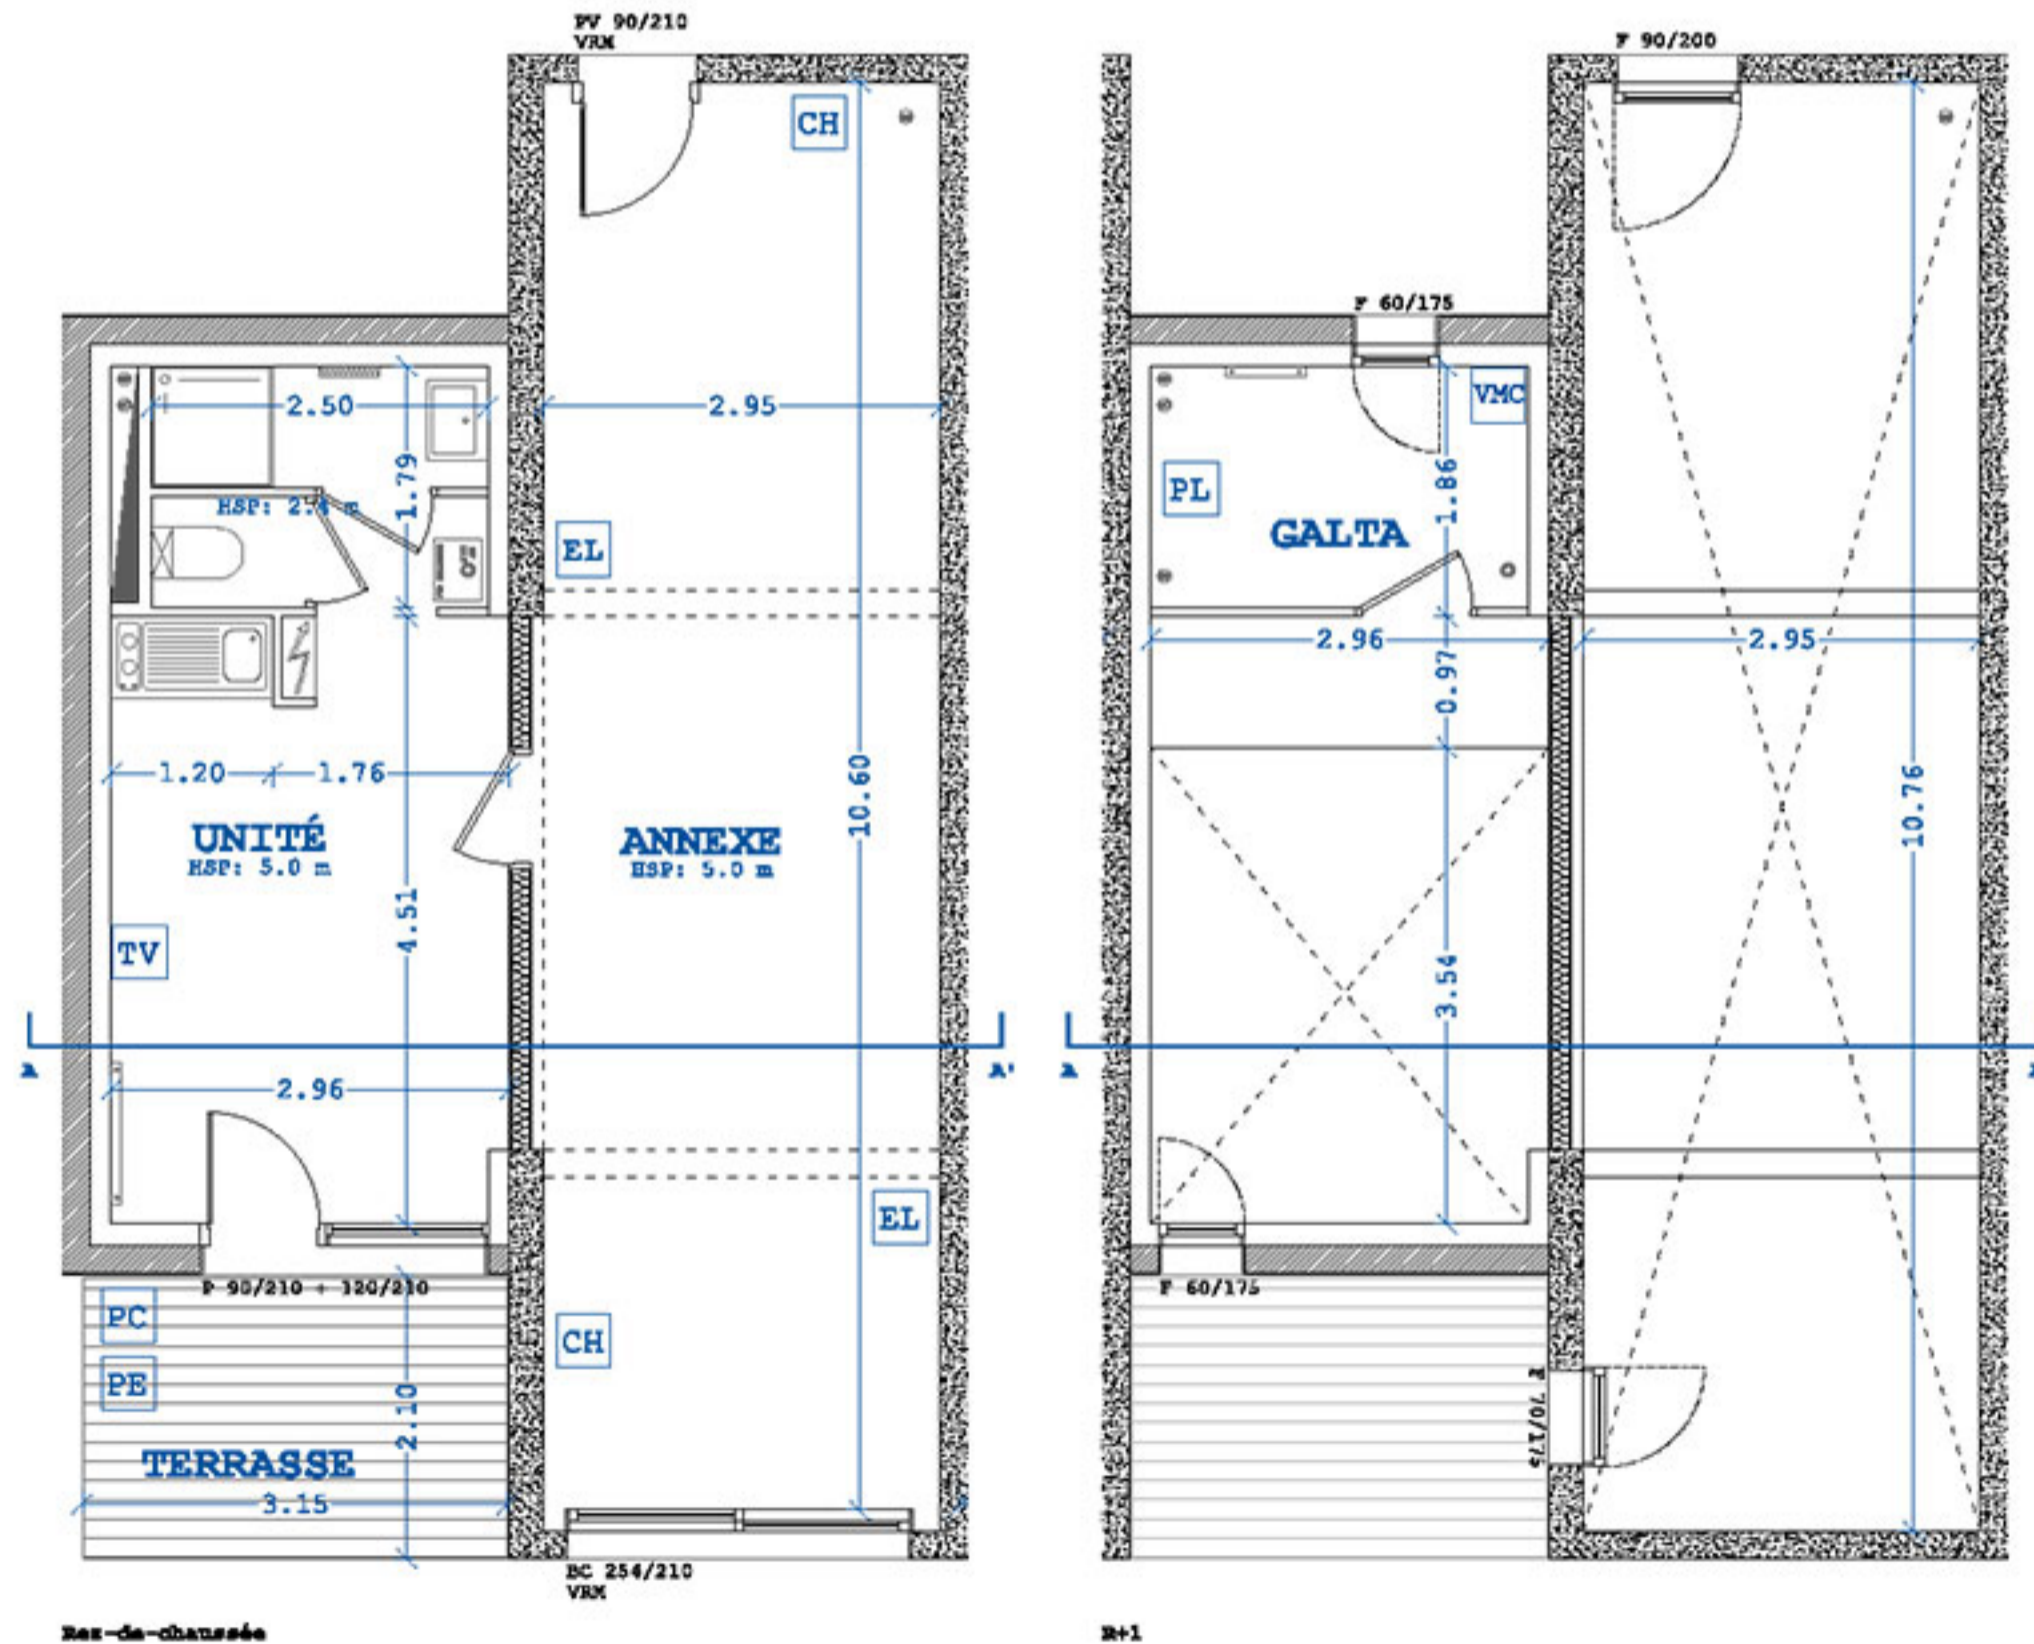 PV 90/210
VRM
CH
2.50
2.95
1.79
HSP: 2.4 m
EL
1.20
1.76
UNITÉ
HSP: 5.0 m
ANNEXE
HSP: 5.0 m
10.60
4.51
TV
A
A'
2.96
EL
P 90/210 + 120/210
PC
PE
CH
2.10
TERRASSE
3.15
BC 254/210
VRM
Rez-de-chaussée
F 90/200
F 60/175
VMC
PL
1.86
GALTA
2.96
2.95
0.97
10.76
3.54
A
F 60/175
F 70/175
R+1